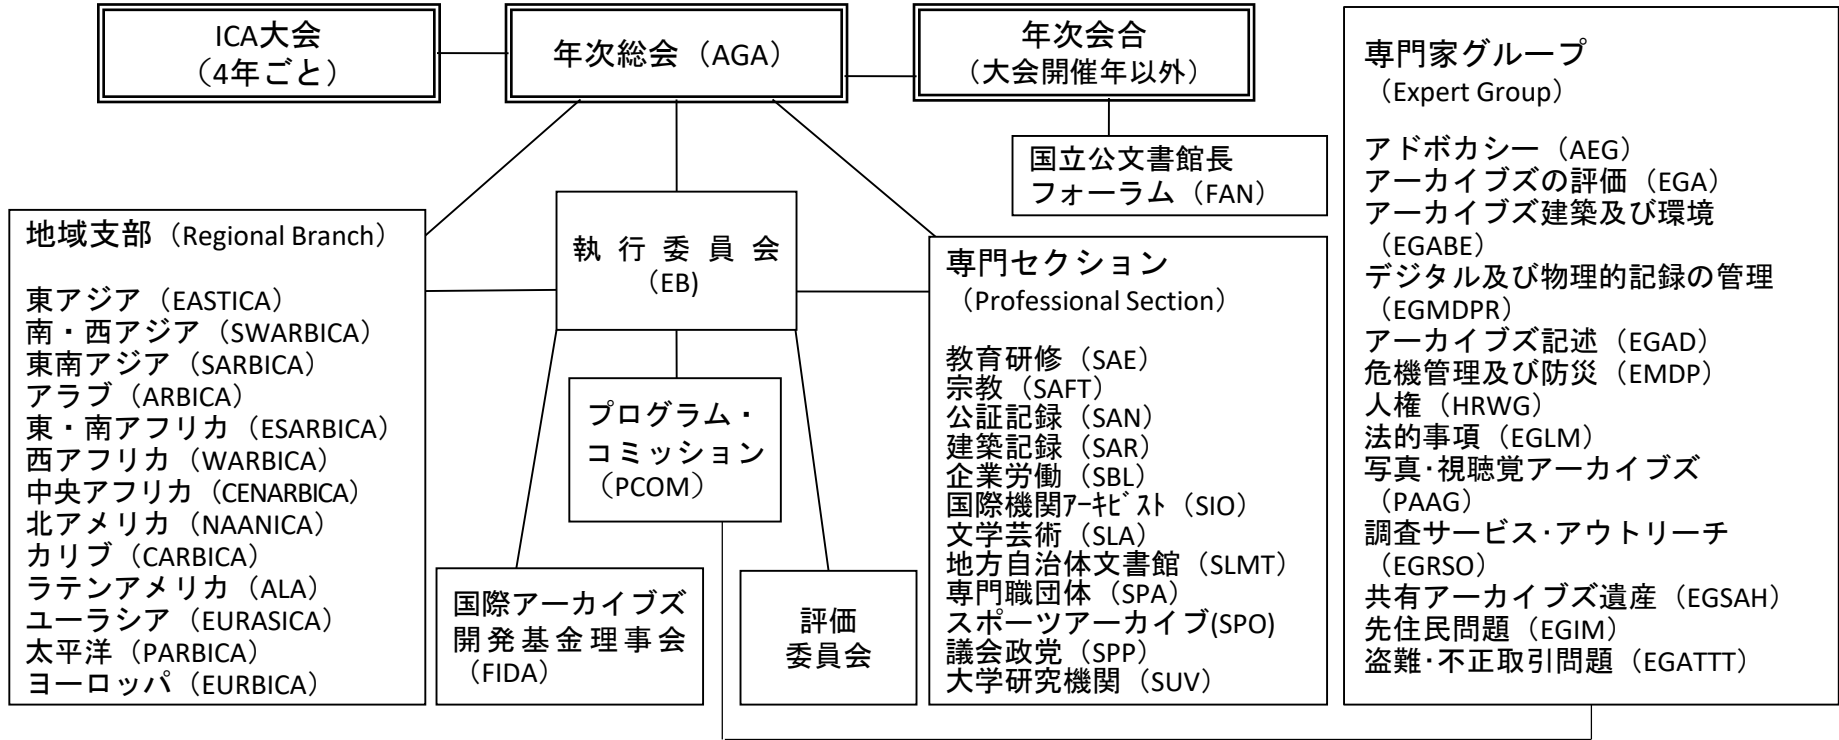 ICA大会
（4年ごと）
年次総会（AGA）
年次会合
（大会開催年以外）
国立公文書館長
フォーラム（FAN）
地域支部（Regional Branch）
東アジア（EASTICA）
南・西アジア（SWARBICA）
東南アジア（SARBICA）
アラブ（ARBICA）
東・南アフリカ（ESARBICA）
西アフリカ（WARBICA）
中央アフリカ（CENARBICA）
北アメリカ（NAANICA）
カリブ（CARBICA）
ラテンアメリカ（ALA）
ユーラシア（EURASICA）
太平洋（PARBICA）
ヨーロッパ（EURBICA）
執行委員会
（EB)
プログラム・
コミッション
（PCOM）
国際アーカイブズ
開発基金理事会
（FIDA）
評価
委員会
専門セクション
（Professional Section）
教育研修（SAE）
宗教（SAFT）
公証記録（SAN）
建築記録（SAR）
企業労働（SBL）
国際機関ｱｰｷﾋﾞｽﾄ（SIO）
文学芸術（SLA）
地方自治体文書館（SLMT）
専門職団体（SPA）
スポーツアーカイブ(SPO)
議会政党（SPP）
大学研究機関（SUV）
専門家グループ
（Expert Group）
アドボカシー（AEG）
アーカイブズの評価（EGA）
アーカイブズ建築及び環境
（EGABE）
デジタル及び物理的記録の管理
（EGMDPR）
アーカイブズ記述（EGAD）
危機管理及び防災（EMDP）
人権（HRWG）
法的事項（EGLM）
写真･視聴覚アーカイブズ
（PAAG）
調査サービス･アウトリーチ
（EGRSO）
共有アーカイブズ遺産（EGSAH）
先住民問題（EGIM）
盗難･不正取引問題（EGATTT）